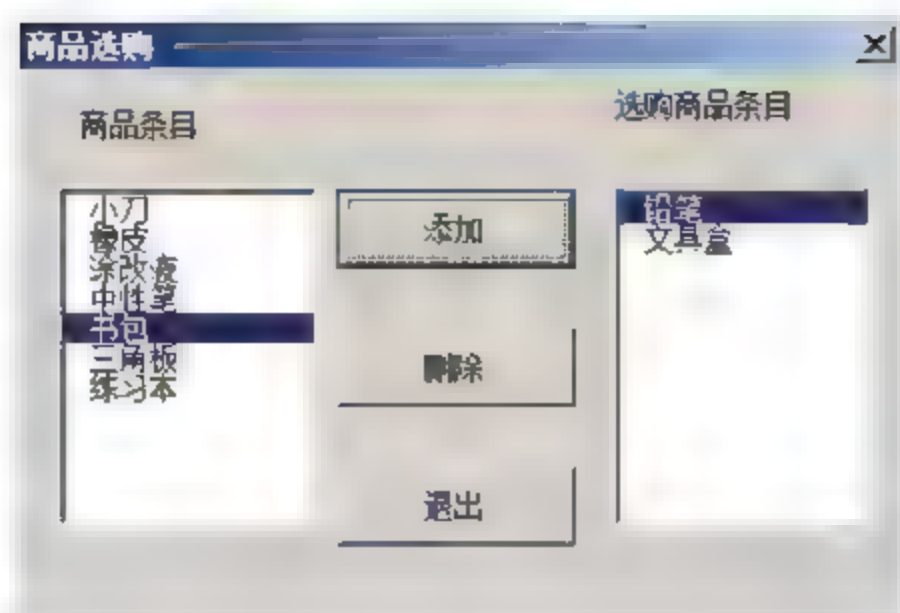 商品选购
商品条目
选购商品条目
小刀
橡皮
涂改液
中性笔
书包
三角板
练习本
添加
删除
退出
铅笔
文具盒